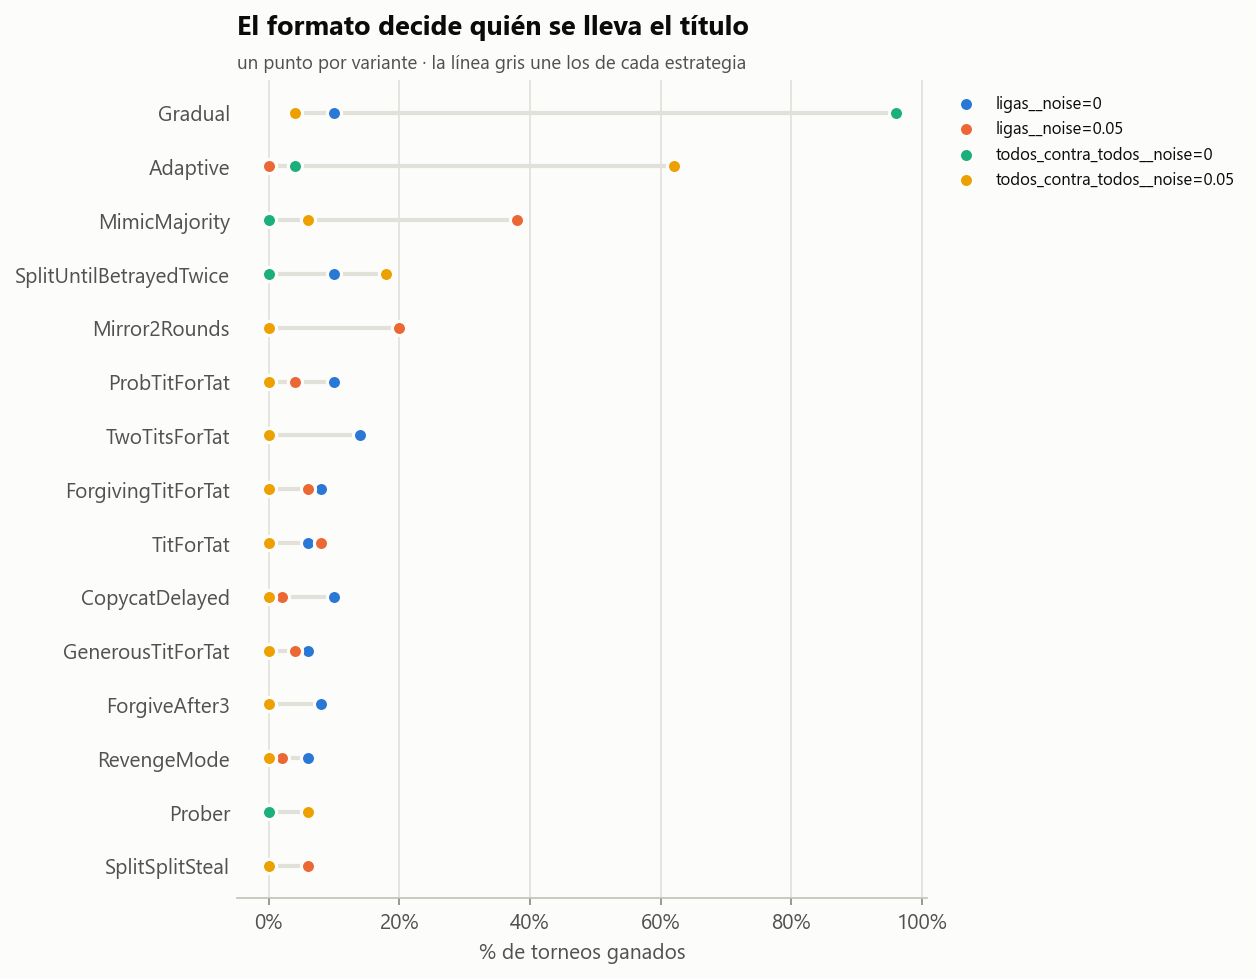 El formato decide quién se lleva el título
un punto por variante · la línea gris une los de cada estrategia
ligas__noise=0
ligas__noise=0.05
todos_contra_todos__noise=0
todos_contra_todos__noise=0.05
Gradual
Adaptive
MimicMajority
SplitUntilBetrayedTwice
Mirror2Rounds
ProbTitForTat
TwoTitsForTat
ForgivingTitForTat
TitForTat
CopycatDelayed
GenerousTitForTat
ForgiveAfter3
RevengeMode
Prober
SplitSplitSteal
0% 20% 40% 60% 80% 100%
% de torneos ganados